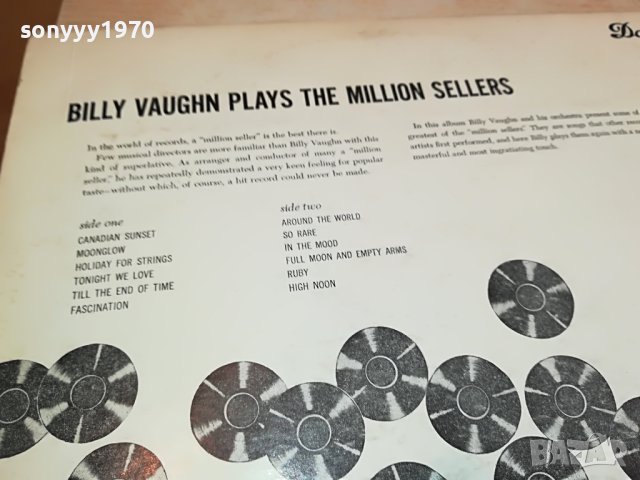 sonyyy1970
BILLY VAUGHN PLAYS THE MILLION SELLERS
In the world of records, a "million seller" is the best there is.
Few musical directors are more familiar than Billy Vaughn with this
kind of superlative. As arranger and conductor of many a "million
seller," he has repeatedly demonstrated a very keen feeling for popular
taste—without which, of course, a hit record could never be made.
In this album Billy Vaughn and his orchestra present some of
greatest of the "million sellers." They are songs that other
artists first performed, and here Billy plays them again with a
masterful and most ingratiating touch.
side one
CANADIAN SUNSET
MOONGLOW
HOLIDAY FOR STRINGS
TONIGHT WE LOVE
TILL THE END OF TIME
FASCINATION
side two
AROUND THE WORLD
SO RARE
IN THE MOOD
FULL MOON AND EMPTY ARMS
RUBY
HIGH NOON
BAZAR
bg